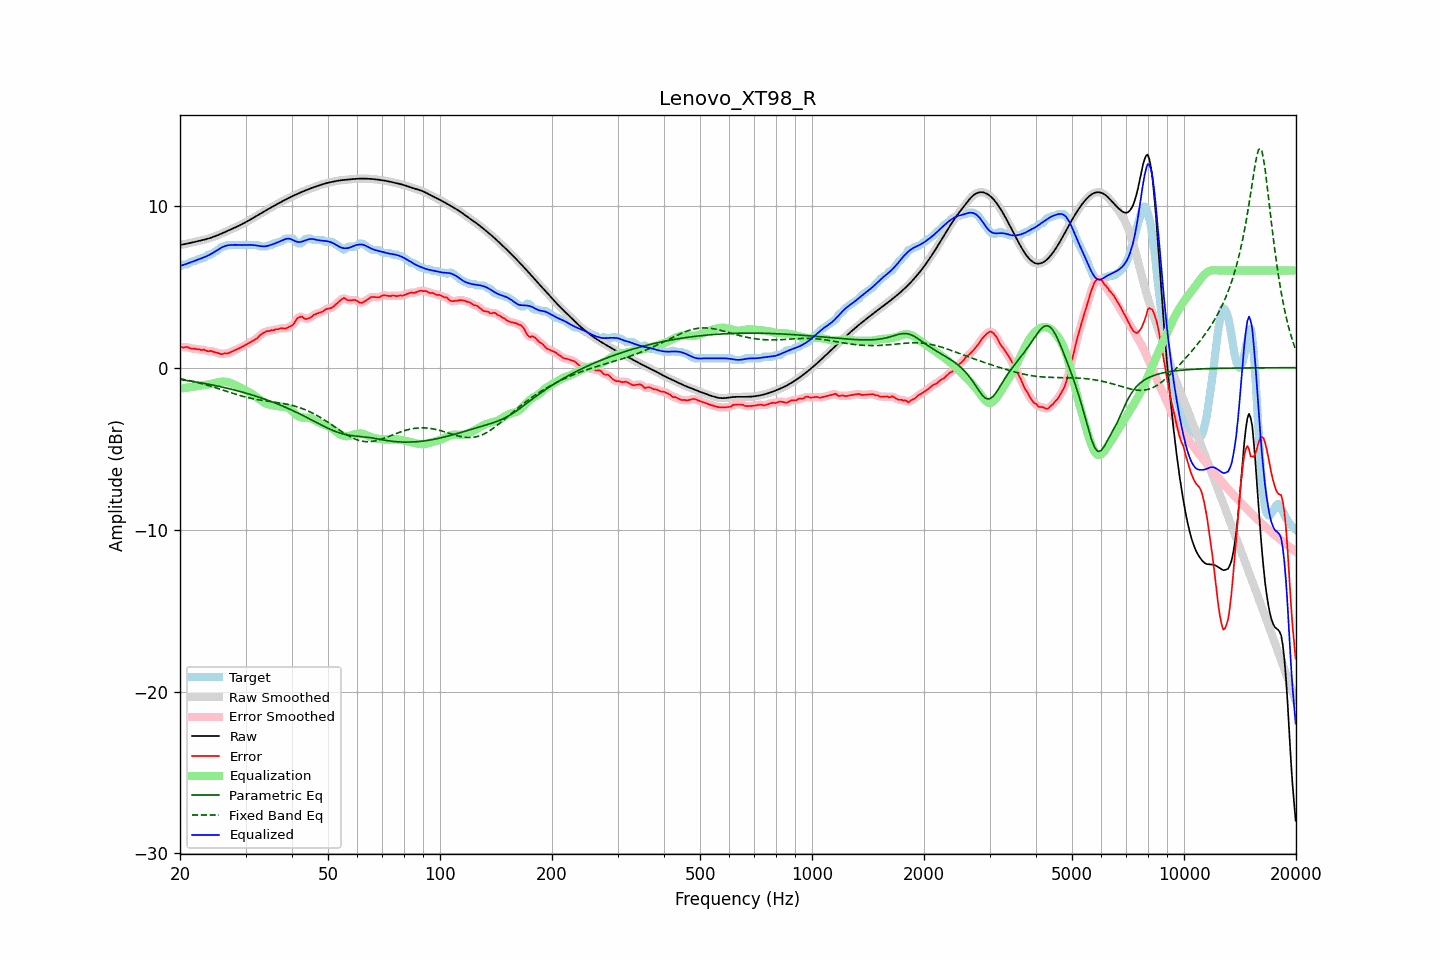 Lenovo_XT98_R
Amplitude (dBr)
10
0
−10
−20
−30
Target
Raw Smoothed
Error Smoothed
Raw
Error
Equalization
Parametric Eq
Fixed Band Eq
Equalized
20 50 100 200 500 1000 2000 5000 10000 20000
Frequency (Hz)